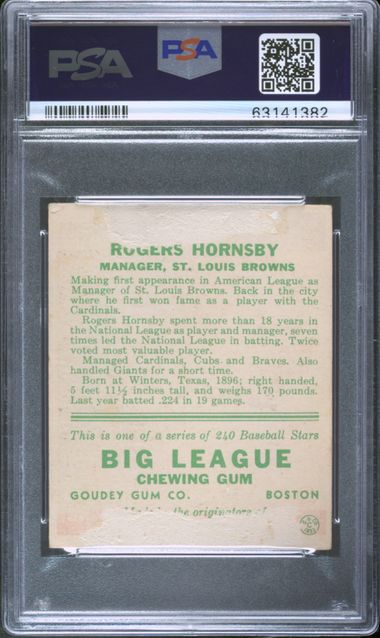 PSA
PSA
63141382
ROGERS HORNSBY
MANAGER, ST. LOUIS BROWNS
Making first appearance in American League as
Manager of St. Louis Browns. Back in the city
where he first won fame as a player with the
Cardinals.
Rogers Hornsby spent more than 18 years in
the National League as player and manager, seven
times led the National League in batting. Twice
voted most valuable player.
Managed Cardinals, Cubs and Braves. Also
handled Giants for a short time.
Born at Winters, Texas, 1896; right handed,
5 feet 11½ inches tall, and weighs 170 pounds.
Last year batted .224 in 19 games.
This is one of a series of 240 Baseball Stars
BIG LEAGUE
CHEWING GUM
GOUDEY GUM CO. BOSTON
Made by the originators of